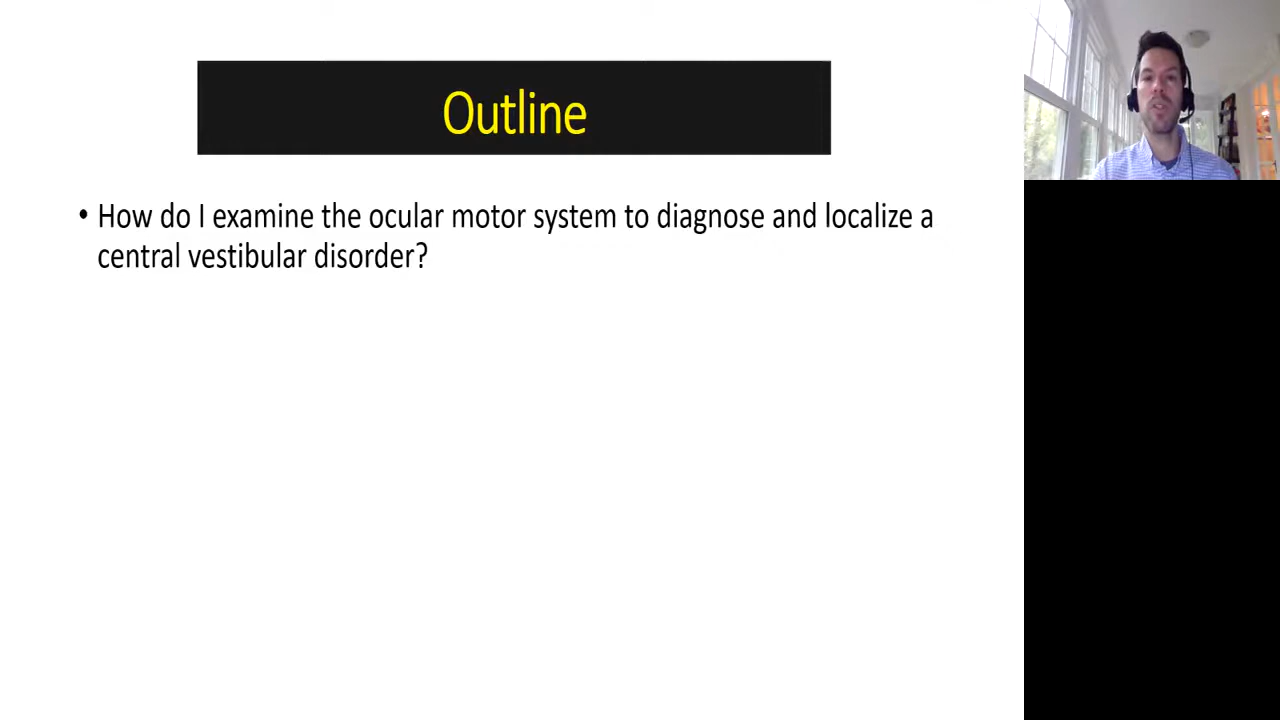 Outline
• How do I examine the ocular motor system to diagnose and localize a
central vestibular disorder?